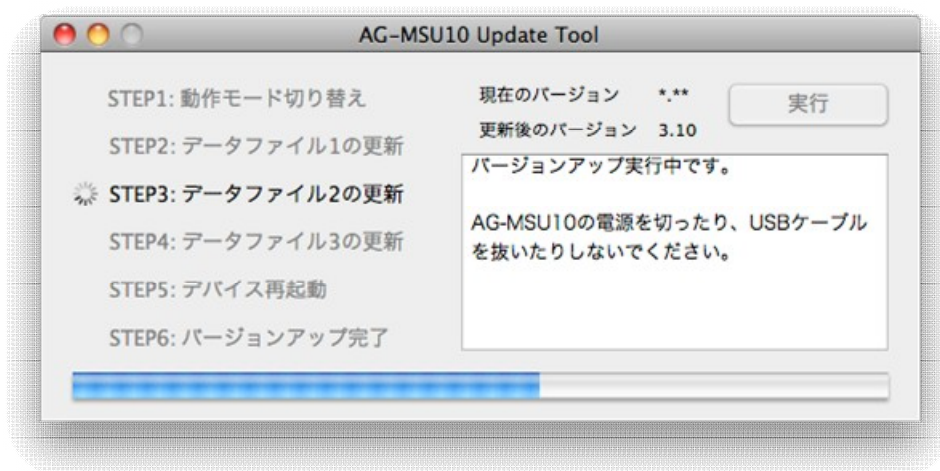 AG-MSU10 Update Tool
STEP1: 動作モード切り替え
STEP2: データファイル1の更新
STEP3: データファイル2の更新
STEP4: データファイル3の更新
STEP5: デバイス再起動
STEP6: バージョンアップ完了
現在のバージョン *.**
更新後のバージョン 3.10
実行
バージョンアップ実行中です。
AG-MSU10の電源を切ったり、USBケーブル
を抜いたりしないでください。